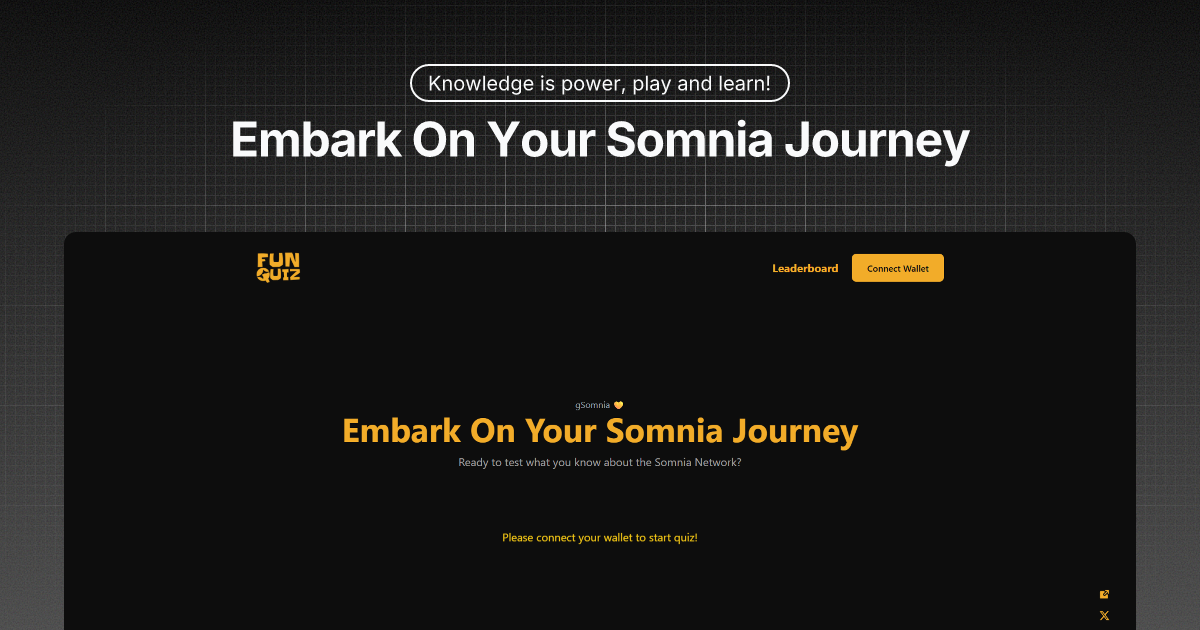 Knowledge is power, play and learn!
Embark On Your Somnia Journey
FUN
QUIZ
Leaderboard
Connect Wallet
gSomnia 💛
Embark On Your Somnia Journey
Ready to test what you know about the Somnia Network?
Please connect your wallet to start quiz!